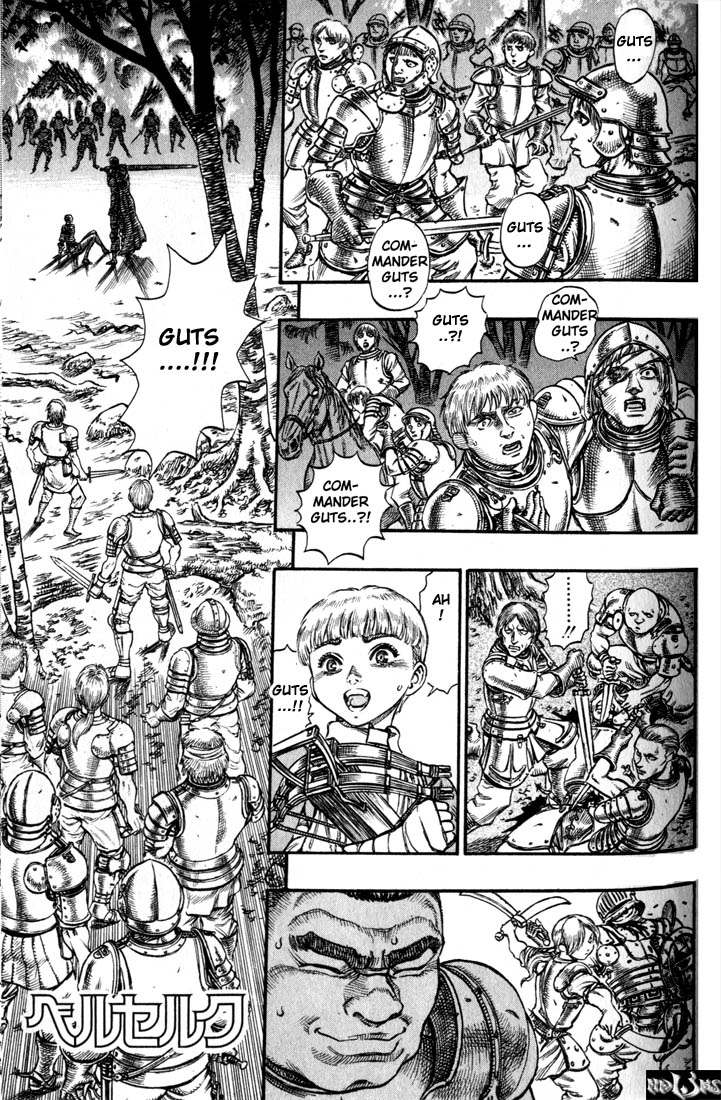 GUTS
...
GUTS
...
COM-
MANDER
GUTS
...?
COM-
MANDER
GUTS
..?
GUTS
..?!
COM-
MANDER
GUTS..?!
......!!
AH
!
GUTS
...!!
GUTS
....!!!
ベルセルク